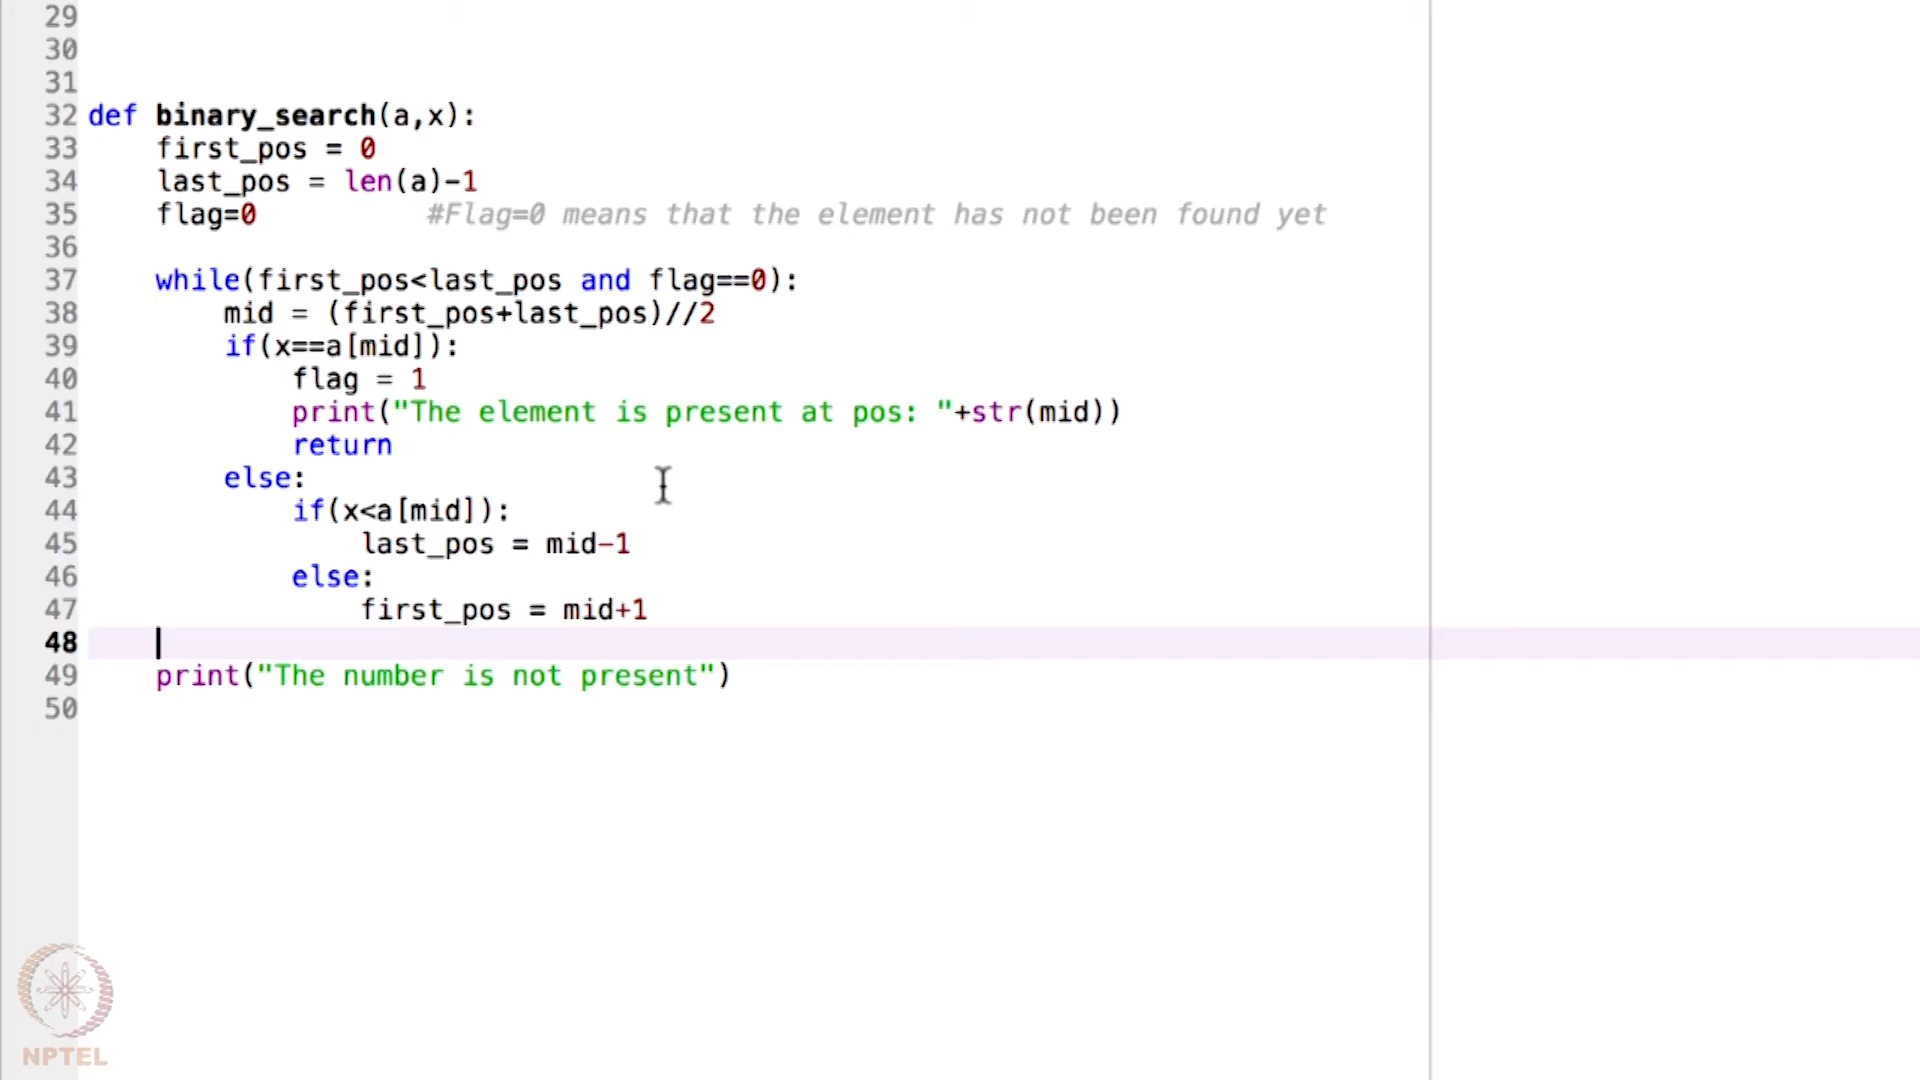 29
30
31
32 def binary_search(a,x):
33     first_pos = 0
34     last_pos = len(a)-1
35     flag=0          #Flag=0 means that the element has not been found yet
36
37     while(first_pos<last_pos and flag==0):
38         mid = (first_pos+last_pos)//2
39         if(x==a[mid]):
40             flag = 1
41             print("The element is present at pos: "+str(mid))
42             return
43         else:
44             if(x<a[mid]):
45                 last_pos = mid-1
46             else:
47                 first_pos = mid+1
48
49     print("The number is not present")
50
NPTEL